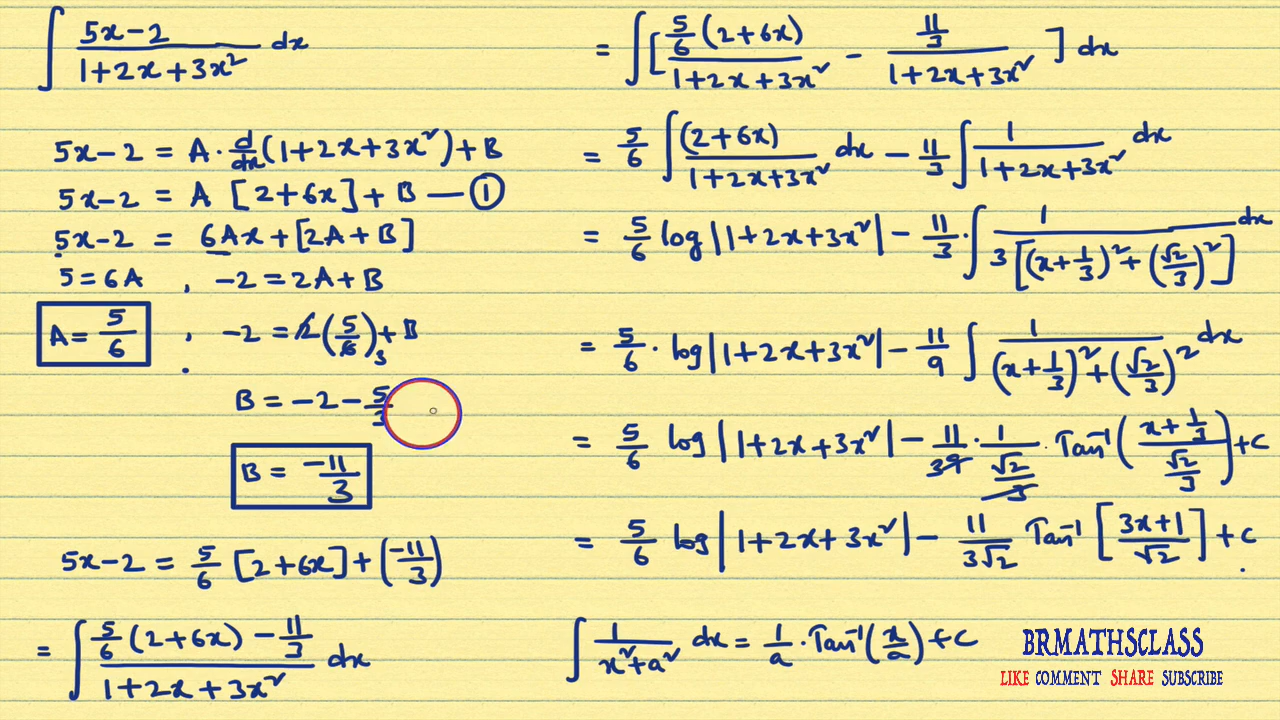 ∫ (5x-2)/(1+2x+3x²) dx
5x-2 = A · d/dx (1+2x+3x²) + B
5x-2 = A [2+6x] + B — ①
5x-2 = 6Ax + [2A+B]
5=6A , -2 = 2A+B
A = 5/6 , -2 = 2(5/6)3 + B
B = -2 - 5/3
B = -11/3
5x-2 = 5/6 [2+6x] + (-11/3)
= ∫ (5/6 (2+6x) - 11/3)/(1+2x+3x²) dx
= ∫ [ 5/6 (2+6x)/(1+2x+3x²) - (11/3)/(1+2x+3x²) ] dx
= 5/6 ∫ (2+6x)/(1+2x+3x²) dx - 11/3 ∫ 1/(1+2x+3x²) dx
= 5/6 log |1+2x+3x²| - 11/3 · ∫ 1/(3[(x+1/3)²+(√2/3)²]) dx
= 5/6 · log |1+2x+3x²| - 11/9 ∫ 1/((x+1/3)²+(√2/3)²) dx
= 5/6 log |1+2x+3x²| - 11/39 · 1/(√2/3) · Tan⁻¹ ((x+1/3)/(√2/3)) + C
= 5/6 log |1+2x+3x²| - 11/(3√2) Tan⁻¹ [(3x+1)/√2] + C
∫ 1/(x²+a²) dx = 1/a · Tan⁻¹ (x/a) + C
BRMATHSCLASS
LIKE COMMENT SHARE SUBSCRIBE